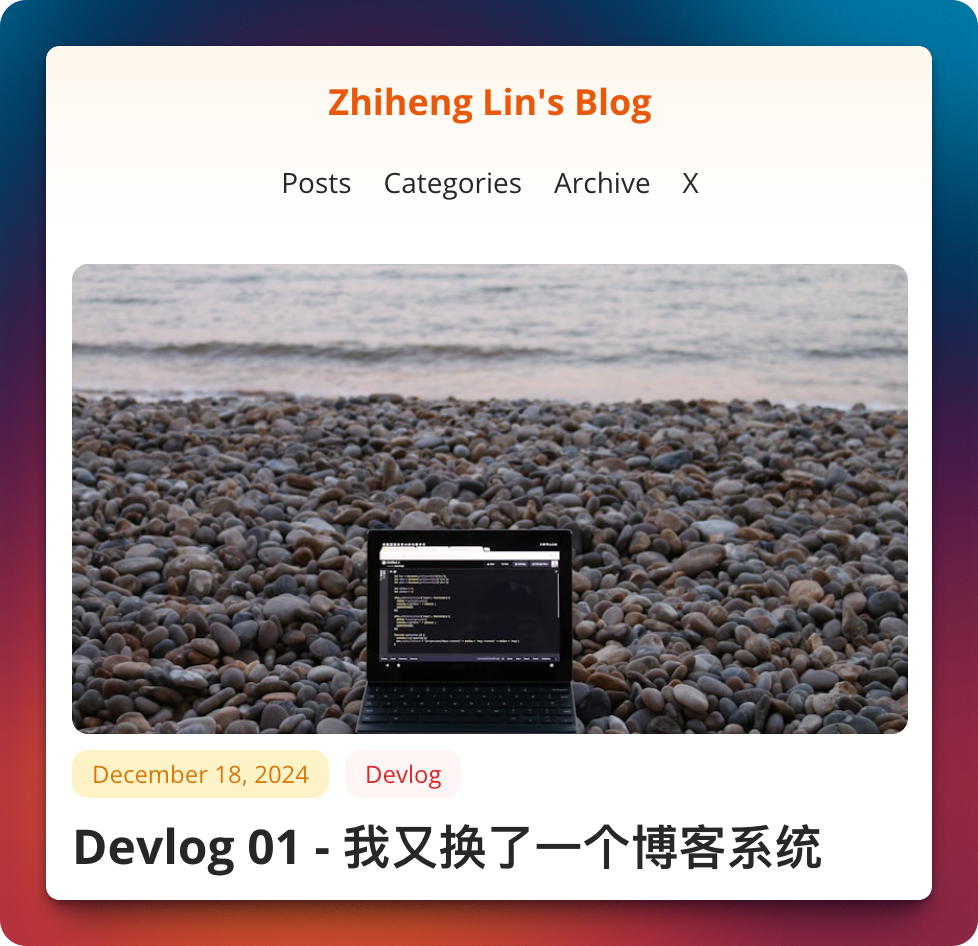 Zhiheng Lin's Blog
Posts Categories Archive X
December 18, 2024 Devlog
Devlog 01 - 我又换了一个博客系统